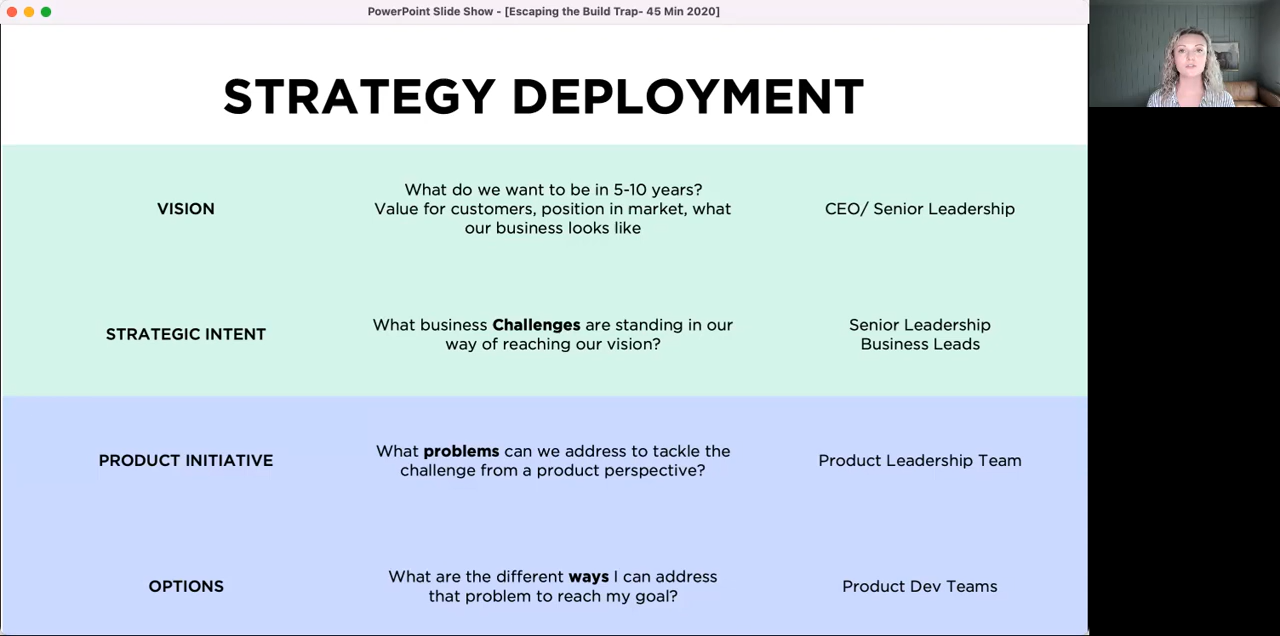 PowerPoint Slide Show - [Escaping the Build Trap- 45 Min 2020]
STRATEGY DEPLOYMENT
VISION
What do we want to be in 5-10 years?
Value for customers, position in market, what
our business looks like
CEO/ Senior Leadership
STRATEGIC INTENT
What business Challenges are standing in our
way of reaching our vision?
Senior Leadership
Business Leads
PRODUCT INITIATIVE
What problems can we address to tackle the
challenge from a product perspective?
Product Leadership Team
OPTIONS
What are the different ways I can address
that problem to reach my goal?
Product Dev Teams